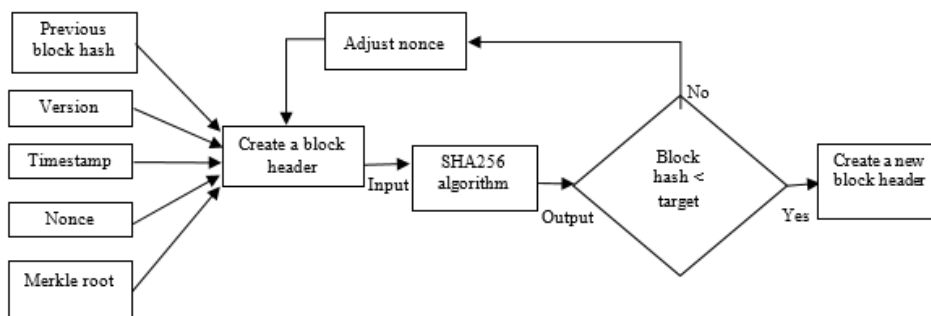 Previous
block hash
Version
Timestamp
Nonce
Merkle root
Adjust nonce
Create a block
header
Input
SHA256
algorithm
Output
No
Block
hash <
target
Yes
Create a new
block header